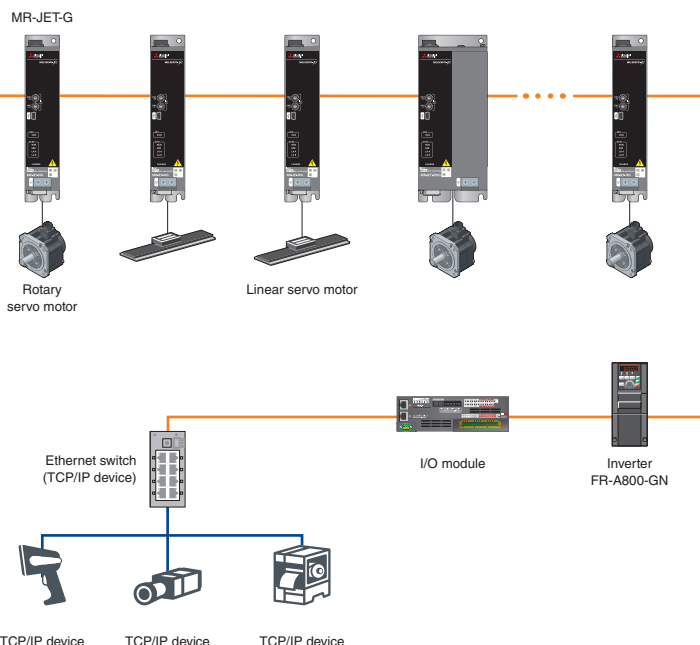 MR-JET-G
Rotary
servo motor
Linear servo motor
Ethernet switch
(TCP/IP device)
I/O module
Inverter
FR-A800-GN
TCP/IP device
TCP/IP device
TCP/IP device